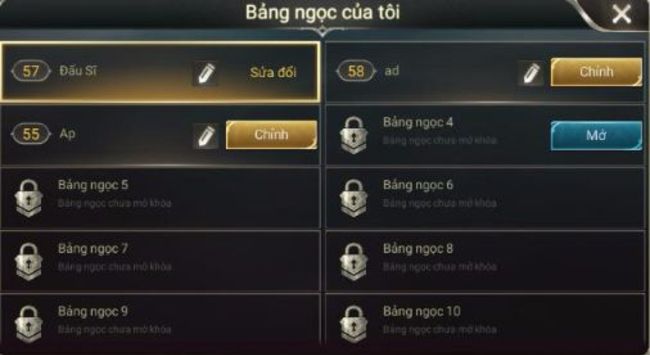 Bảng ngọc của tôi
57 Đấu Sĩ Sửa đổi
58 ad Chỉnh
55 Ap Chỉnh
Bảng ngọc 4
Bảng ngọc chưa mở khóa
Mở
Bảng ngọc 5
Bảng ngọc chưa mở khóa
Bảng ngọc 6
Bảng ngọc chưa mở khóa
Bảng ngọc 7
Bảng ngọc chưa mở khóa
Bảng ngọc 8
Bảng ngọc chưa mở khóa
Bảng ngọc 9
Bảng ngọc chưa mở khóa
Bảng ngọc 10
Bảng ngọc chưa mở khóa